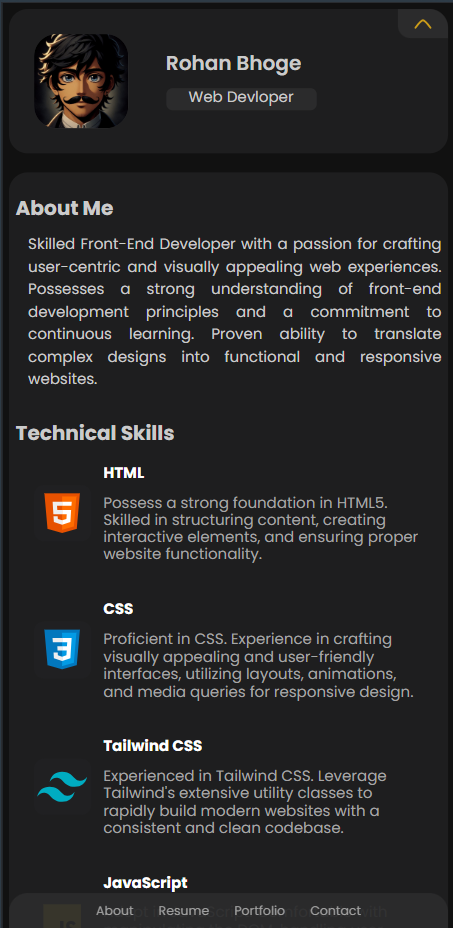 Rohan Bhoge
Web Devloper
About Me
Skilled Front-End Developer with a passion for crafting
user-centric and visually appealing web experiences.
Possesses a strong understanding of front-end
development principles and a commitment to
continuous learning. Proven ability to translate
complex designs into functional and responsive
websites.
Technical Skills
HTML
5
Possess a strong foundation in HTML5.
Skilled in structuring content, creating
interactive elements, and ensuring proper
website functionality.
CSS
3
Proficient in CSS. Experience in crafting
visually appealing and user-friendly
interfaces, utilizing layouts, animations,
and media queries for responsive design.
Tailwind CSS
Experienced in Tailwind CSS. Leverage
Tailwind's extensive utility classes to
rapidly build modern websites with a
consistent and clean codebase.
JavaScript
JS
About Resume Portfolio Contact